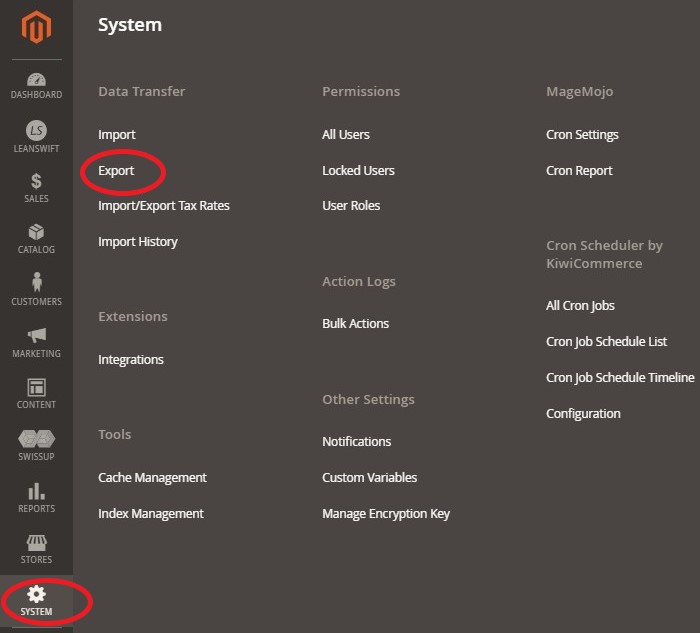 System
DASHBOARD
LS
LEANSWIFT
SALES
CATALOG
CUSTOMERS
MARKETING
CONTENT
SWISSUP
REPORTS
STORES
SYSTEM
Data Transfer
Import
Export
Import/Export Tax Rates
Import History
Extensions
Integrations
Tools
Cache Management
Index Management
Permissions
All Users
Locked Users
User Roles
Action Logs
Bulk Actions
Other Settings
Notifications
Custom Variables
Manage Encryption Key
MageMojo
Cron Settings
Cron Report
Cron Scheduler by
KiwiCommerce
All Cron Jobs
Cron Job Schedule List
Cron Job Schedule Timeline
Configuration